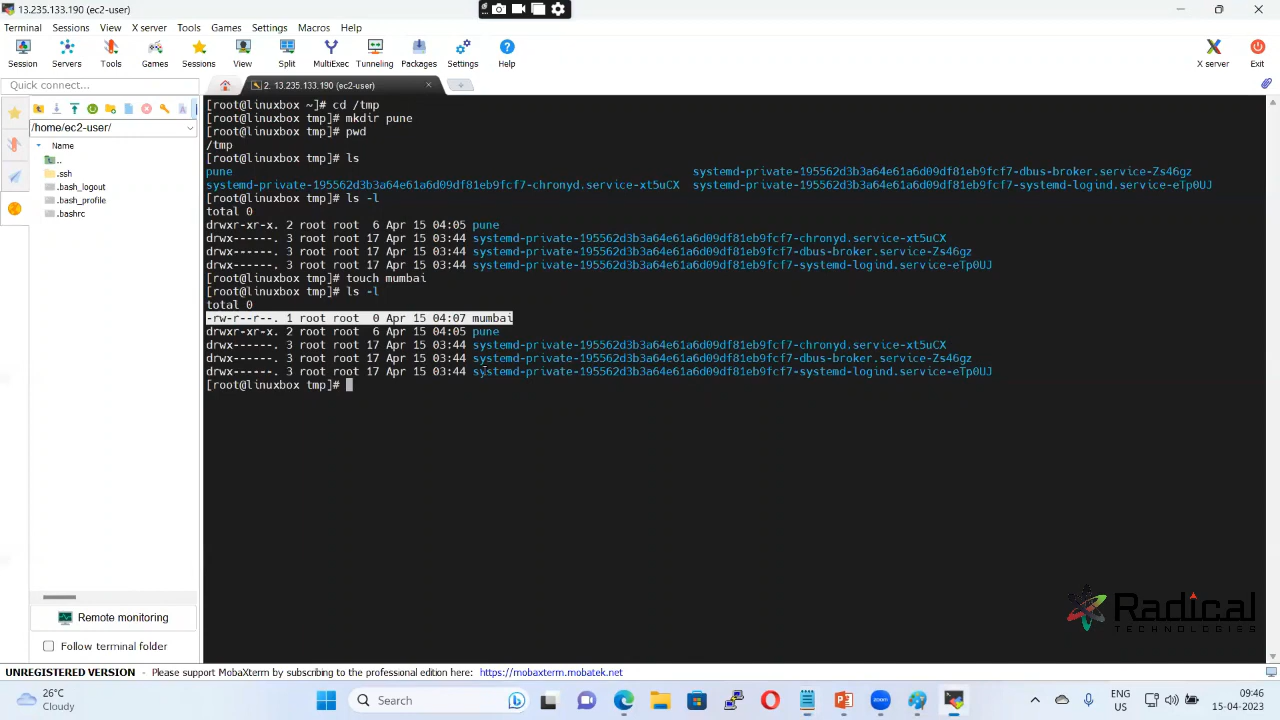 13.235.133.190 (ec2-user)
Terminal Sessions View X server Tools Games Settings Macros Help
Session Servers Tools Games Sessions View Split MultiExec Tunneling Packages Settings Help X server Exit
Quick connect...
2. 13.235.133.190 (ec2-user)
/home/ec2-user/
Name
..
.ssh
.bash_logout
.bash_profile
.bashrc
[root@linuxbox ~]# cd /tmp
[root@linuxbox tmp]# mkdir pune
[root@linuxbox tmp]# pwd
/tmp
[root@linuxbox tmp]# ls
pune systemd-private-195562d3b3a64e61a6d09df81eb9fcf7-dbus-broker.service-Zs46gz
systemd-private-195562d3b3a64e61a6d09df81eb9fcf7-chronyd.service-xt5uCX systemd-private-195562d3b3a64e61a6d09df81eb9fcf7-systemd-logind.service-eTp0UJ
[root@linuxbox tmp]# ls -l
total 0
drwxr-xr-x. 2 root root 6 Apr 15 04:05 pune
drwx------. 3 root root 17 Apr 15 03:44 systemd-private-195562d3b3a64e61a6d09df81eb9fcf7-chronyd.service-xt5uCX
drwx------. 3 root root 17 Apr 15 03:44 systemd-private-195562d3b3a64e61a6d09df81eb9fcf7-dbus-broker.service-Zs46gz
drwx------. 3 root root 17 Apr 15 03:44 systemd-private-195562d3b3a64e61a6d09df81eb9fcf7-systemd-logind.service-eTp0UJ
[root@linuxbox tmp]# touch mumbai
[root@linuxbox tmp]# ls -l
total 0
-rw-r--r--. 1 root root 0 Apr 15 04:07 mumbai
drwxr-xr-x. 2 root root 6 Apr 15 04:05 pune
drwx------. 3 root root 17 Apr 15 03:44 systemd-private-195562d3b3a64e61a6d09df81eb9fcf7-chronyd.service-xt5uCX
drwx------. 3 root root 17 Apr 15 03:44 systemd-private-195562d3b3a64e61a6d09df81eb9fcf7-dbus-broker.service-Zs46gz
drwx------. 3 root root 17 Apr 15 03:44 systemd-private-195562d3b3a64e61a6d09df81eb9fcf7-systemd-logind.service-eTp0UJ
[root@linuxbox tmp]#
Radical
TECHNOLOGIES
Remote monitoring
Follow terminal folder
UNREGISTERED VERSION - Please support MobaXterm by subscribing to the professional edition here: https://mobaxterm.mobatek.net
26°C
Cloudy
Search
ENG
US
09:46
15-04-2023